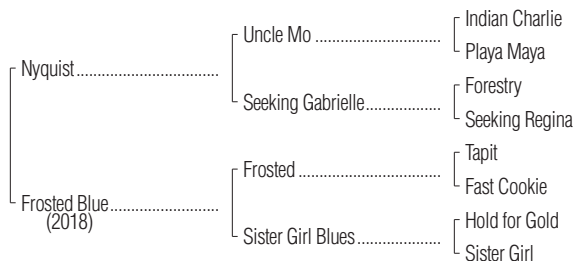 Indian Charlie
Uncle Mo
Playa Maya
Nyquist
Forestry
Seeking Gabrielle
Seeking Regina
Tapit
Frosted
Fast Cookie
Frosted Blue
(2018)
Hold for Gold
Sister Girl Blues
Sister Girl